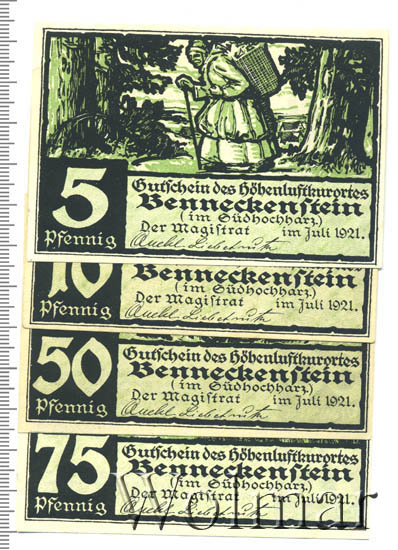 5
Pfennig
Gutschein des Höhenluftkurortes
Benneckenstein
(im Südhochharz)
Der Magistrat im Juli 1921.
10
Pfennig
Benneckenstein
(im Südhochharz)
Der Magistrat im Juli 1921.
50
Pfennig
Gutschein des Höhenluftkurortes
Benneckenstein
(im Südhochharz)
Der Magistrat im Juli 1921.
75
Pfennig
Gutschein des Höhenluftkurortes
Benneckenstein
(im Südhochharz)
Der Magistrat im Juli 1921.
Wolmar